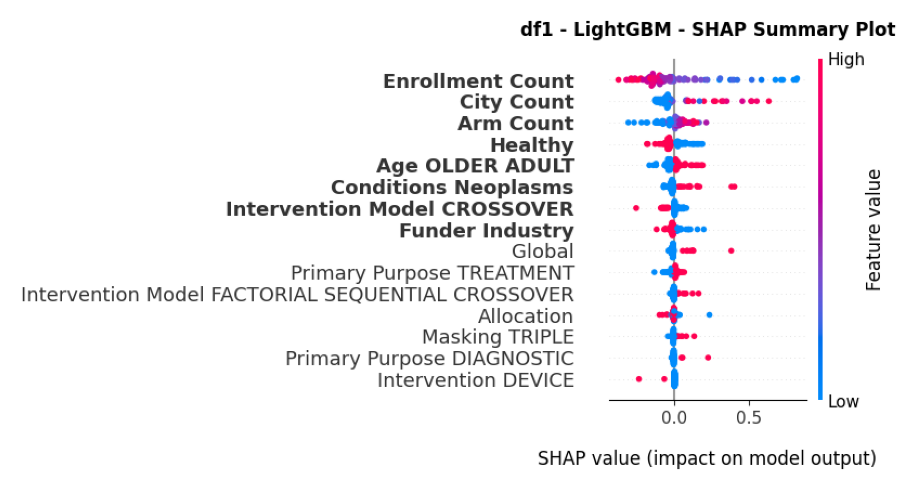 df1 - LightGBM - SHAP Summary Plot
High
Enrollment Count
City Count
Arm Count
Healthy
Age OLDER ADULT
Conditions Neoplasms
Intervention Model CROSSOVER
Funder Industry
Global
Primary Purpose TREATMENT
Intervention Model FACTORIAL SEQUENTIAL CROSSOVER
Allocation
Masking TRIPLE
Primary Purpose DIAGNOSTIC
Intervention DEVICE
Feature value
Low
0.0 0.5
SHAP value (impact on model output)